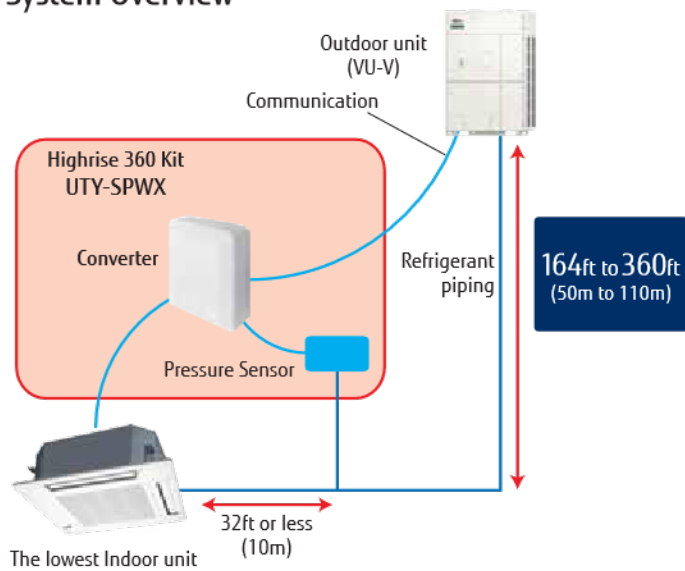 System Overview
Outdoor unit
(VU-V)
Communication
Highrise 360 Kit
UTY-SPWX
Converter
Refrigerant
piping
164ft to 360ft
(50m to 110m)
Pressure Sensor
32ft or less
(10m)
The lowest Indoor unit